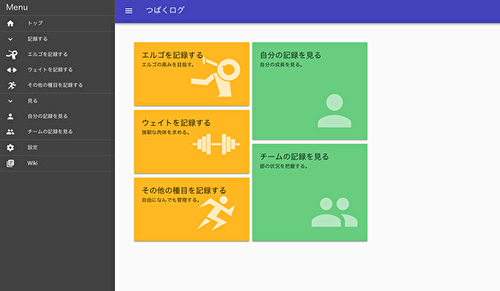 Menu
トップ
記録する
エルゴを記録する
ウェイトを記録する
その他の種目を記録する
見る
自分の記録を見る
チームの記録を見る
設定
Wiki
つばくログ
エルゴを記録する
エルゴの高みを目指す。
ウェイトを記録する
強靭な肉体を求める。
その他の種目を記録する
自由になんでも管理する。
自分の記録を見る
自分の成長を見る。
チームの記録を見る
部の状況を把握する。